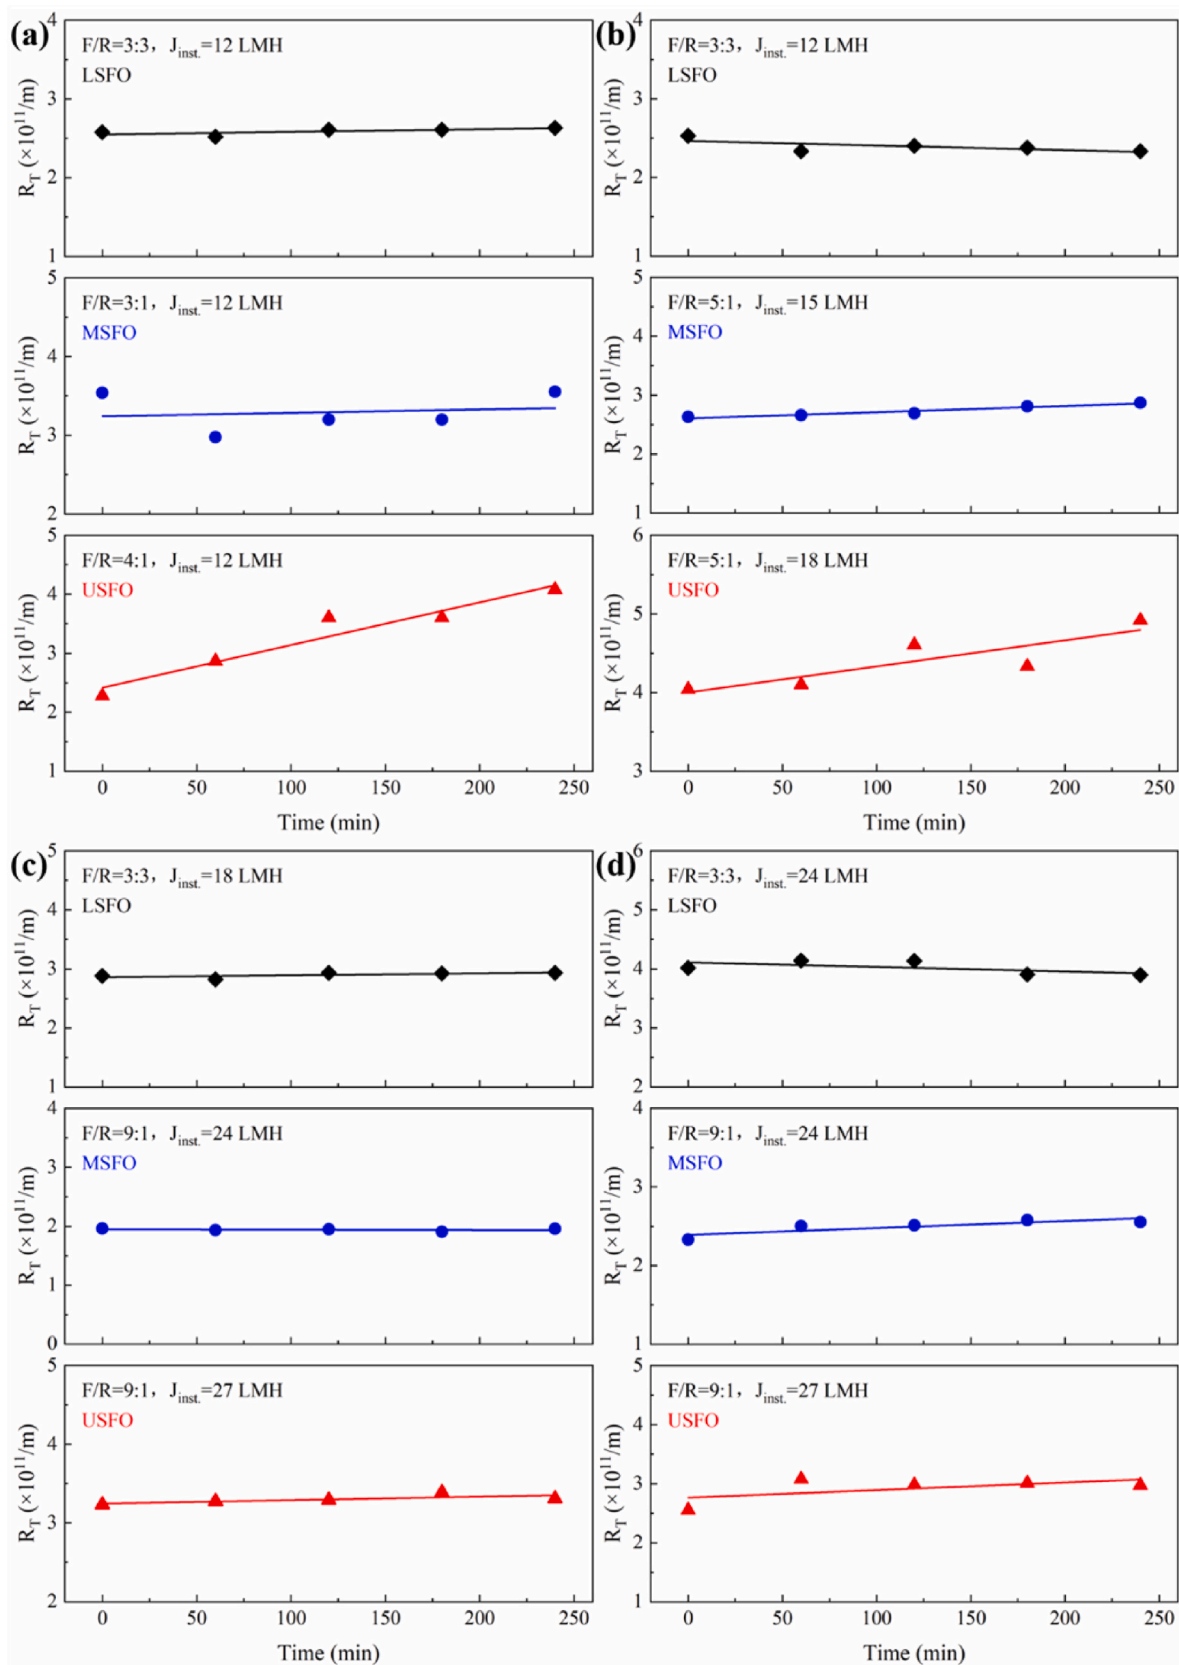 (a)
F/R=3:3, J_inst.=12 LMH
LSFO
R_T (×10^11/m)
4
3
2
1
F/R=3:1, J_inst.=12 LMH
MSFO
R_T (×10^11/m)
5
4
3
2
F/R=4:1, J_inst.=12 LMH
USFO
R_T (×10^11/m)
5
4
3
2
1
0 50 100 150 200 250
Time (min)
(b)
F/R=3:3, J_inst.=12 LMH
LSFO
R_T (×10^11/m)
4
3
2
1
F/R=5:1, J_inst.=15 LMH
MSFO
R_T (×10^11/m)
5
4
3
2
1
F/R=5:1, J_inst.=18 LMH
USFO
R_T (×10^11/m)
6
5
4
3
0 50 100 150 200 250
Time (min)
(c)
F/R=3:3, J_inst.=18 LMH
LSFO
R_T (×10^11/m)
5
4
3
2
1
F/R=9:1, J_inst.=24 LMH
MSFO
R_T (×10^11/m)
4
3
2
1
0
F/R=9:1, J_inst.=27 LMH
USFO
R_T (×10^11/m)
5
4
3
2
0 50 100 150 200 250
Time (min)
(d)
F/R=3:3, J_inst.=24 LMH
LSFO
R_T (×10^11/m)
6
5
4
3
2
F/R=9:1, J_inst.=24 LMH
MSFO
R_T (×10^11/m)
4
3
2
1
F/R=9:1, J_inst.=27 LMH
USFO
R_T (×10^11/m)
5
4
3
2
1
0 50 100 150 200 250
Time (min)